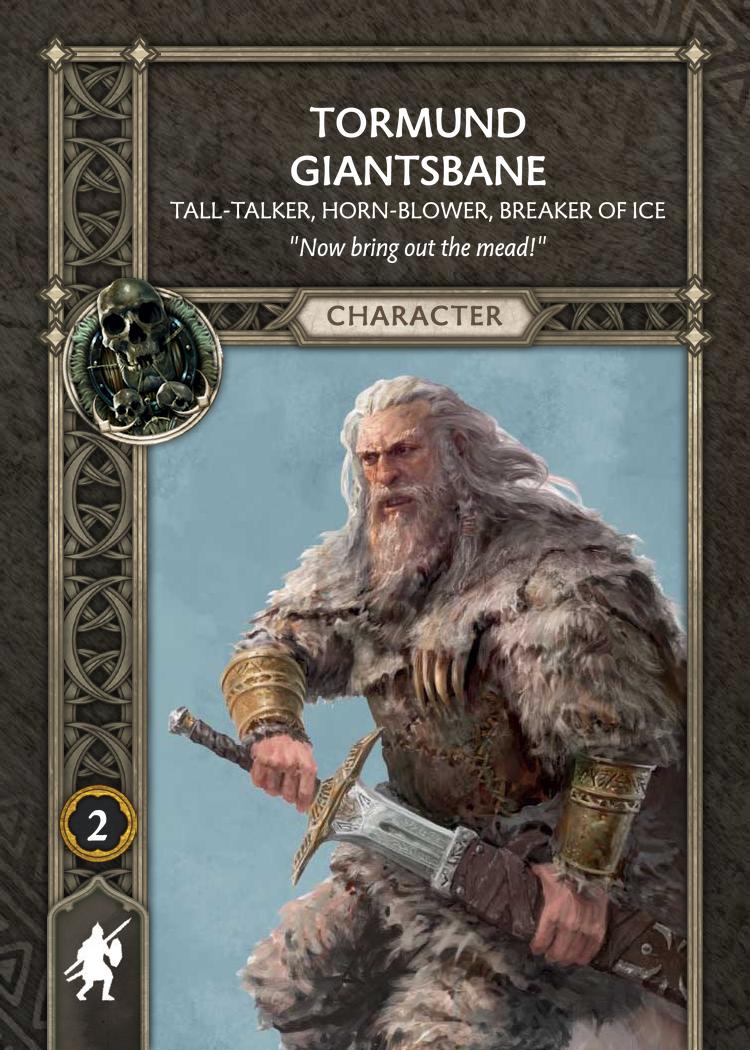 TORMUND
GIANTSBANE
TALL-TALKER, HORN-BLOWER, BREAKER OF ICE
"Now bring out the mead!"
CHARACTER
2